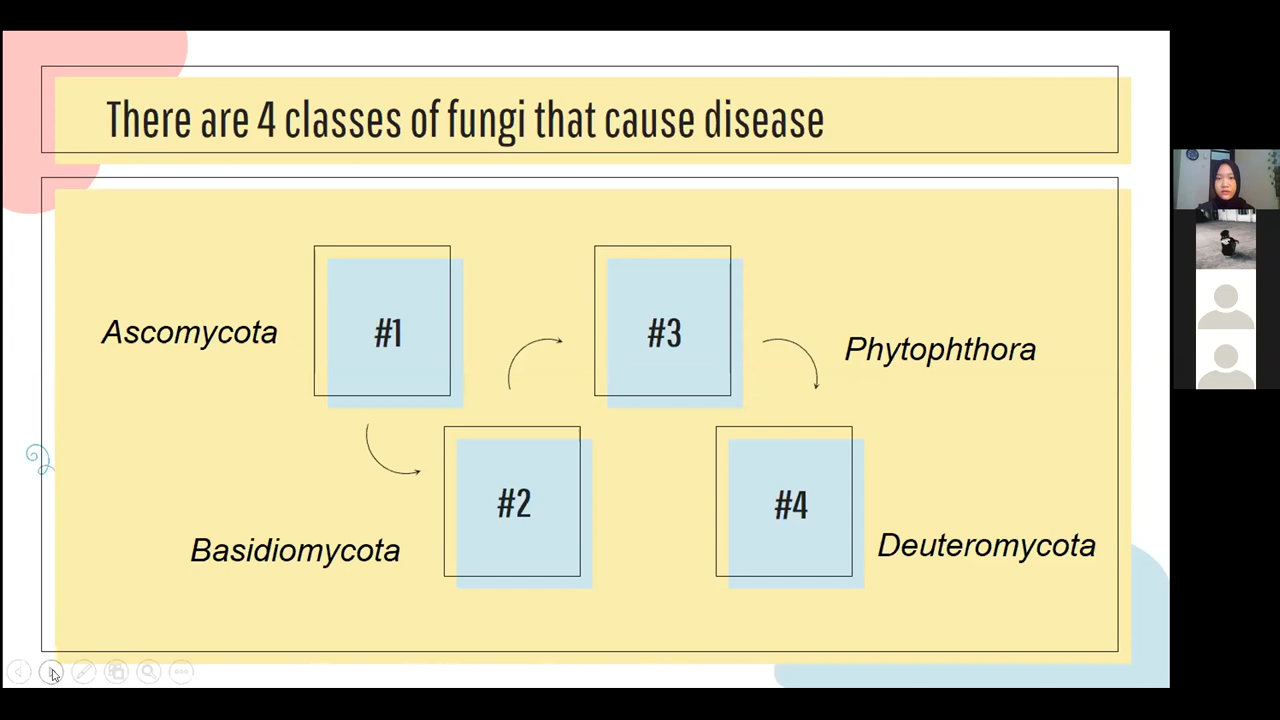 There are 4 classes of fungi that cause disease
Ascomycota
#1
Basidiomycota
#2
#3
Phytophthora
#4
Deuteromycota